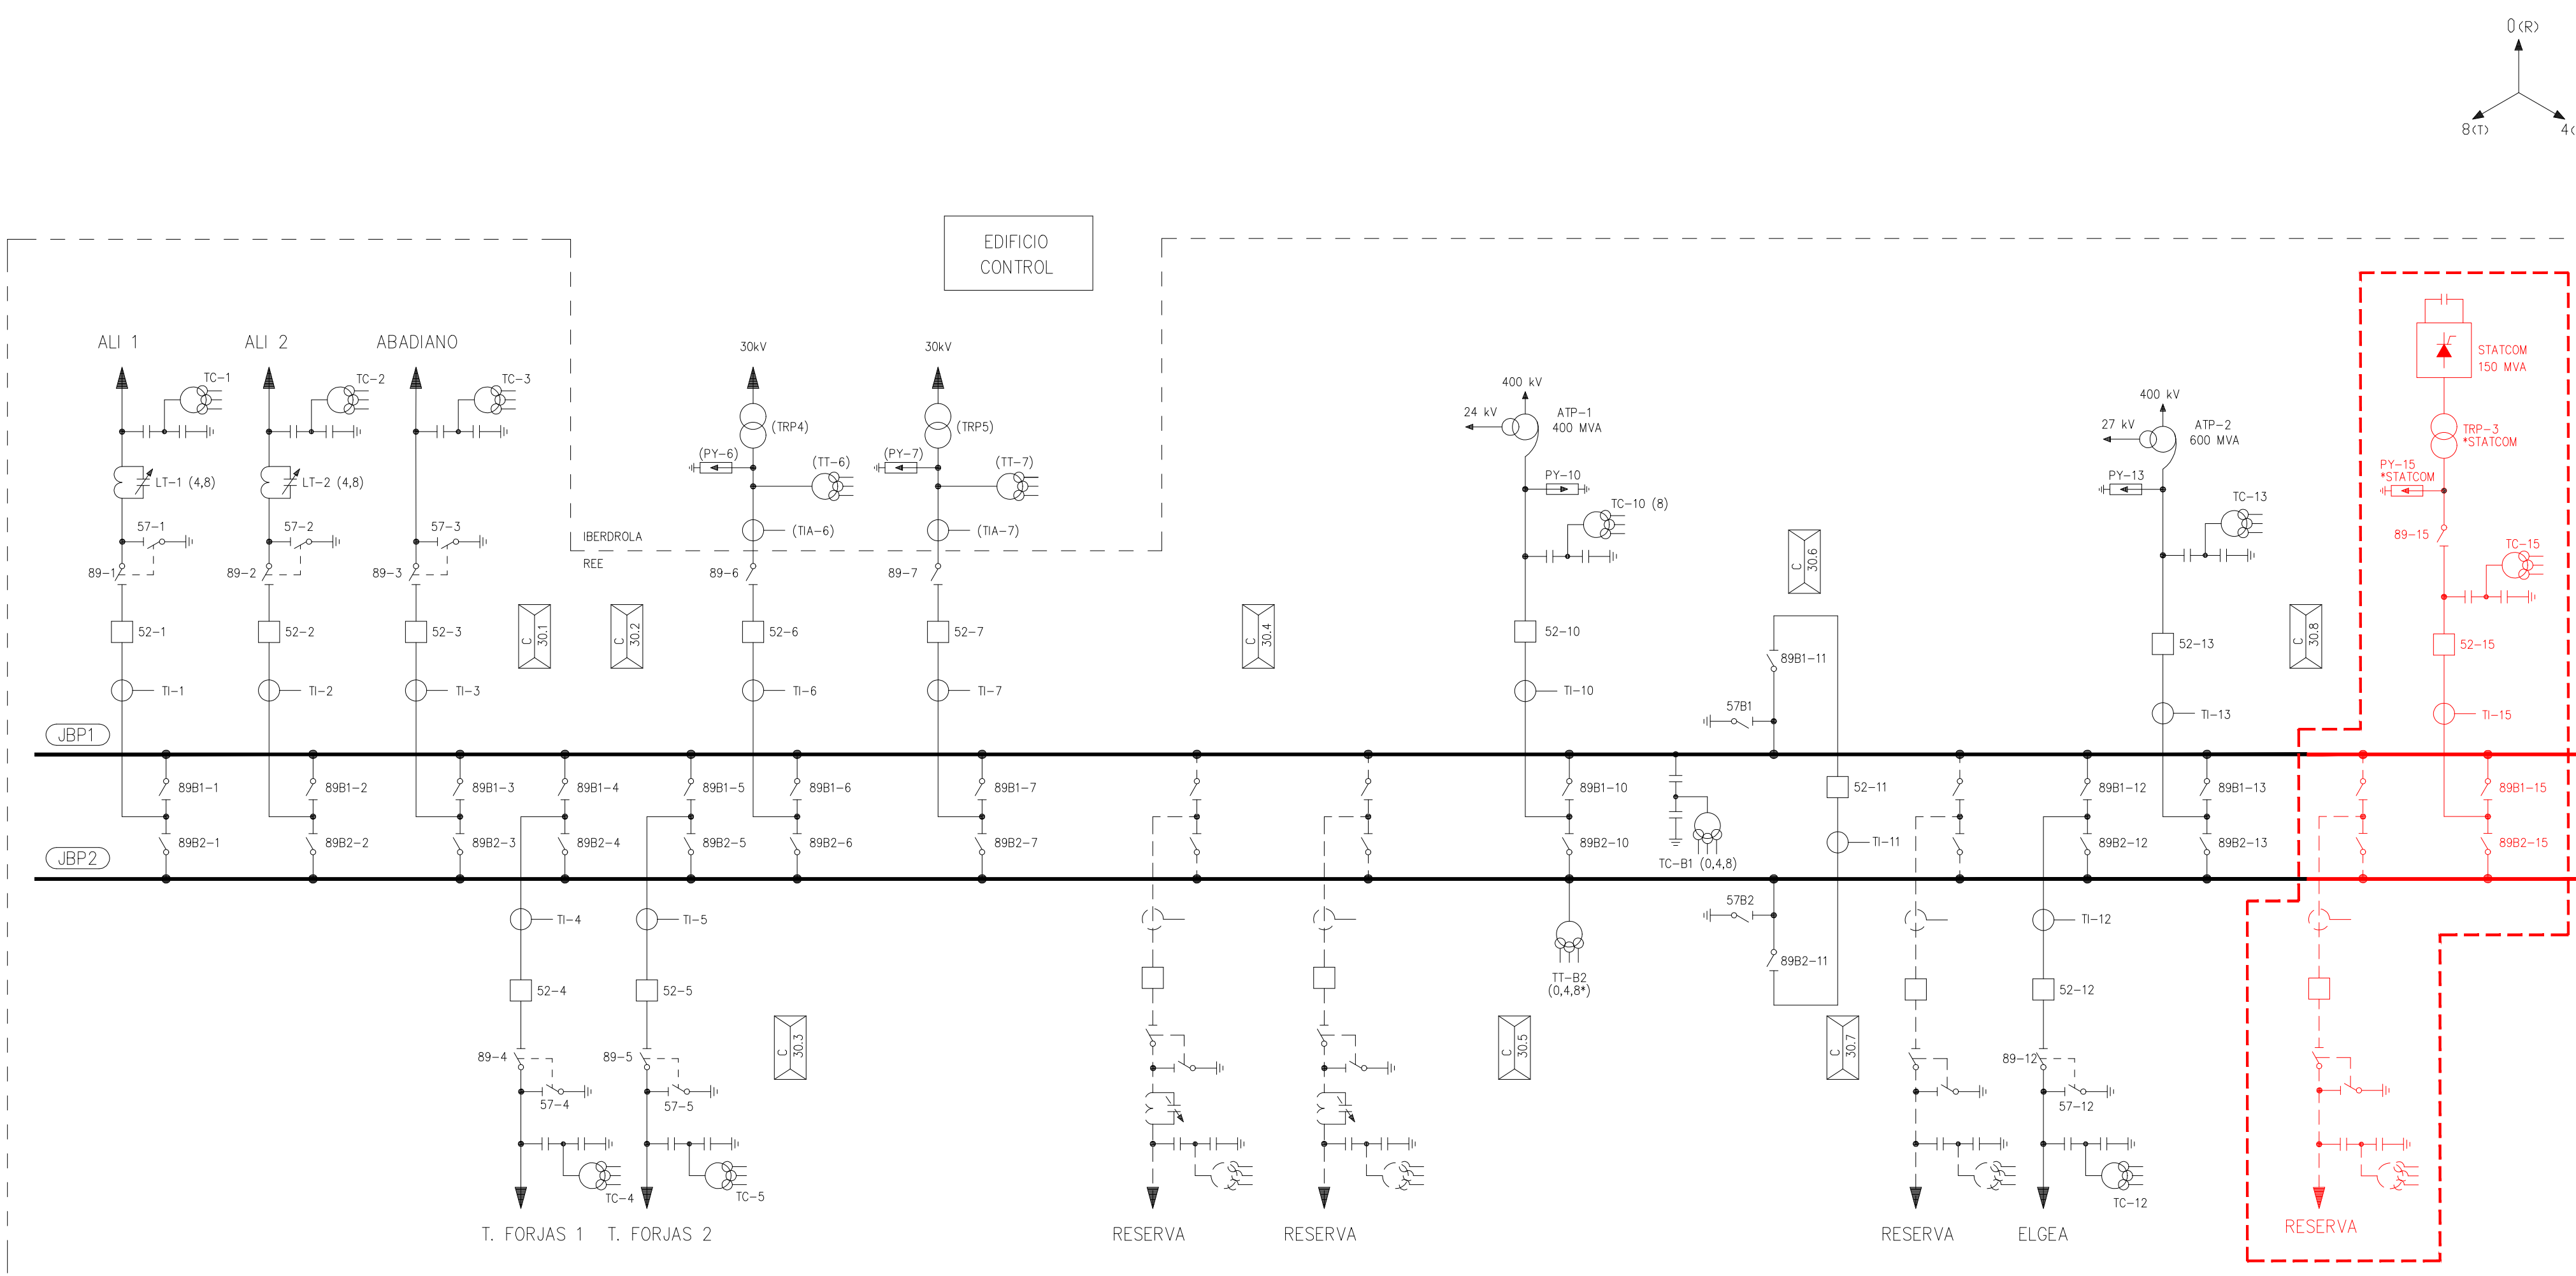 0(R)
8(T)
4(
EDIFICIO
CONTROL
ALI 1
ALI 2
ABADIANO
30kV
30kV
TC-1
TC-2
TC-3
(TRP4)
(TRP5)
400 kV
24 kV
ATP-1
400 MVA
400 kV
27 kV
ATP-2
600 MVA
STATCOM
150 MVA
TRP-3
*STATCOM
LT-1 (4,8)
LT-2 (4,8)
(PY-6)
(TT-6)
(PY-7)
(TT-7)
PY-10
TC-10 (8)
PY-13
TC-13
PY-15
*STATCOM
57-1
57-2
57-3
(TIA-6)
(TIA-7)
IBERDROLA
REE
89-1
89-2
89-3
89-6
89-7
89-15
TC-15
C
30.6
52-1
52-2
52-3
C
30.1
C
30.2
52-6
52-7
C
30.4
52-10
89B1-11
52-13
C
30.8
52-15
TI-1
TI-2
TI-3
TI-6
TI-7
TI-10
57B1
TI-13
TI-15
JBP1
89B1-1
89B1-2
89B1-3
89B1-4
89B1-5
89B1-6
89B1-7
89B1-10
52-11
89B1-12
89B1-13
89B1-15
89B2-1
89B2-2
89B2-3
89B2-4
89B2-5
89B2-6
89B2-7
89B2-10
TI-11
89B2-12
89B2-13
89B2-15
JBP2
TC-B1 (0,4,8)
TI-4
TI-5
57B2
TI-12
TT-B2
(0,4,8*)
89B2-11
52-4
52-5
52-12
89-4
89-5
C
30.3
C
30.5
C
30.7
89-12
57-4
57-5
57-12
TC-4
TC-5
TC-12
T. FORJAS 1
T. FORJAS 2
RESERVA
RESERVA
RESERVA
ELGEA
RESERVA